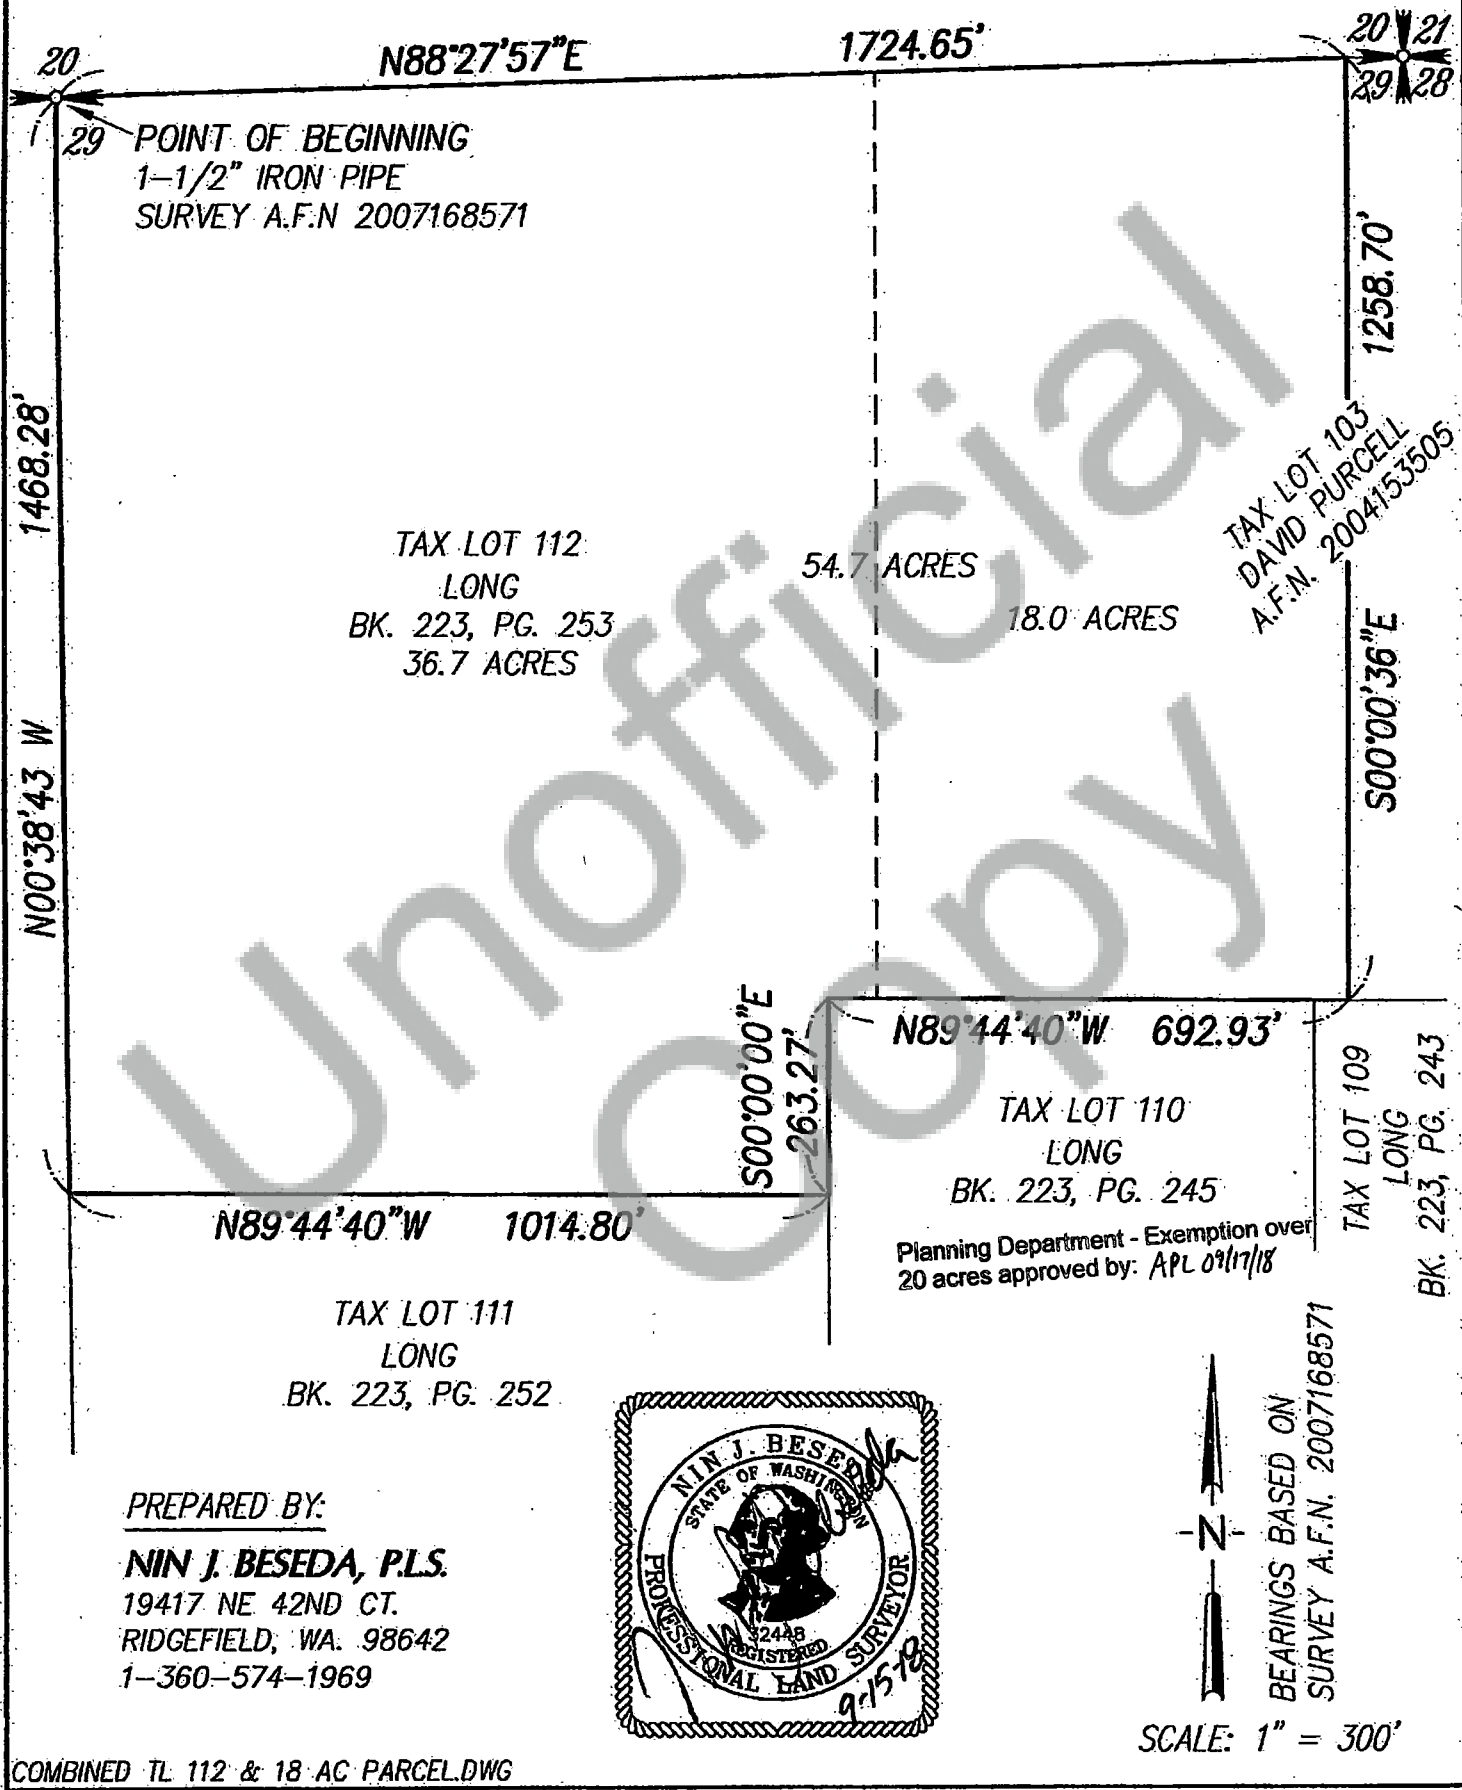 20
N88°27'57"E 1724.65'
20 21
29 28
29
POINT OF BEGINNING
1-1/2" IRON PIPE
SURVEY A.F.N 2007168571
1468.28'
N00°38'43 W
1258.70'
S00°00'36"E
TAX LOT 103
DAVID PURCELL
A.F.N. 2004153505
TAX LOT 112
LONG
BK. 223, PG. 253
36.7 ACRES
54.7 ACRES
18.0 ACRES
Unofficial
Copy
S00°00'00"E
263.27'
N89°44'40"W 692.93'
N89°44'40"W 1014.80'
TAX LOT 110
LONG
BK. 223, PG. 245
TAX LOT 109
LONG
BK. 223, PG. 243
Planning Department - Exemption over
20 acres approved by: APL 09/17/18
TAX LOT 111
LONG
BK. 223, PG. 252
PREPARED BY:
NIN J. BESEDA, P.L.S.
19417 NE 42ND CT.
RIDGEFIELD, WA. 98642
1-360-574-1969
NIN J. BESEDA
STATE OF WASHINGTON
32448
REGISTERED
PROFESSIONAL LAND SURVEYOR
9-15-18
-N-
BEARINGS BASED ON
SURVEY A.F.N. 2007168571
SCALE: 1" = 300'
COMBINED TL 112 & 18 AC PARCEL.DWG